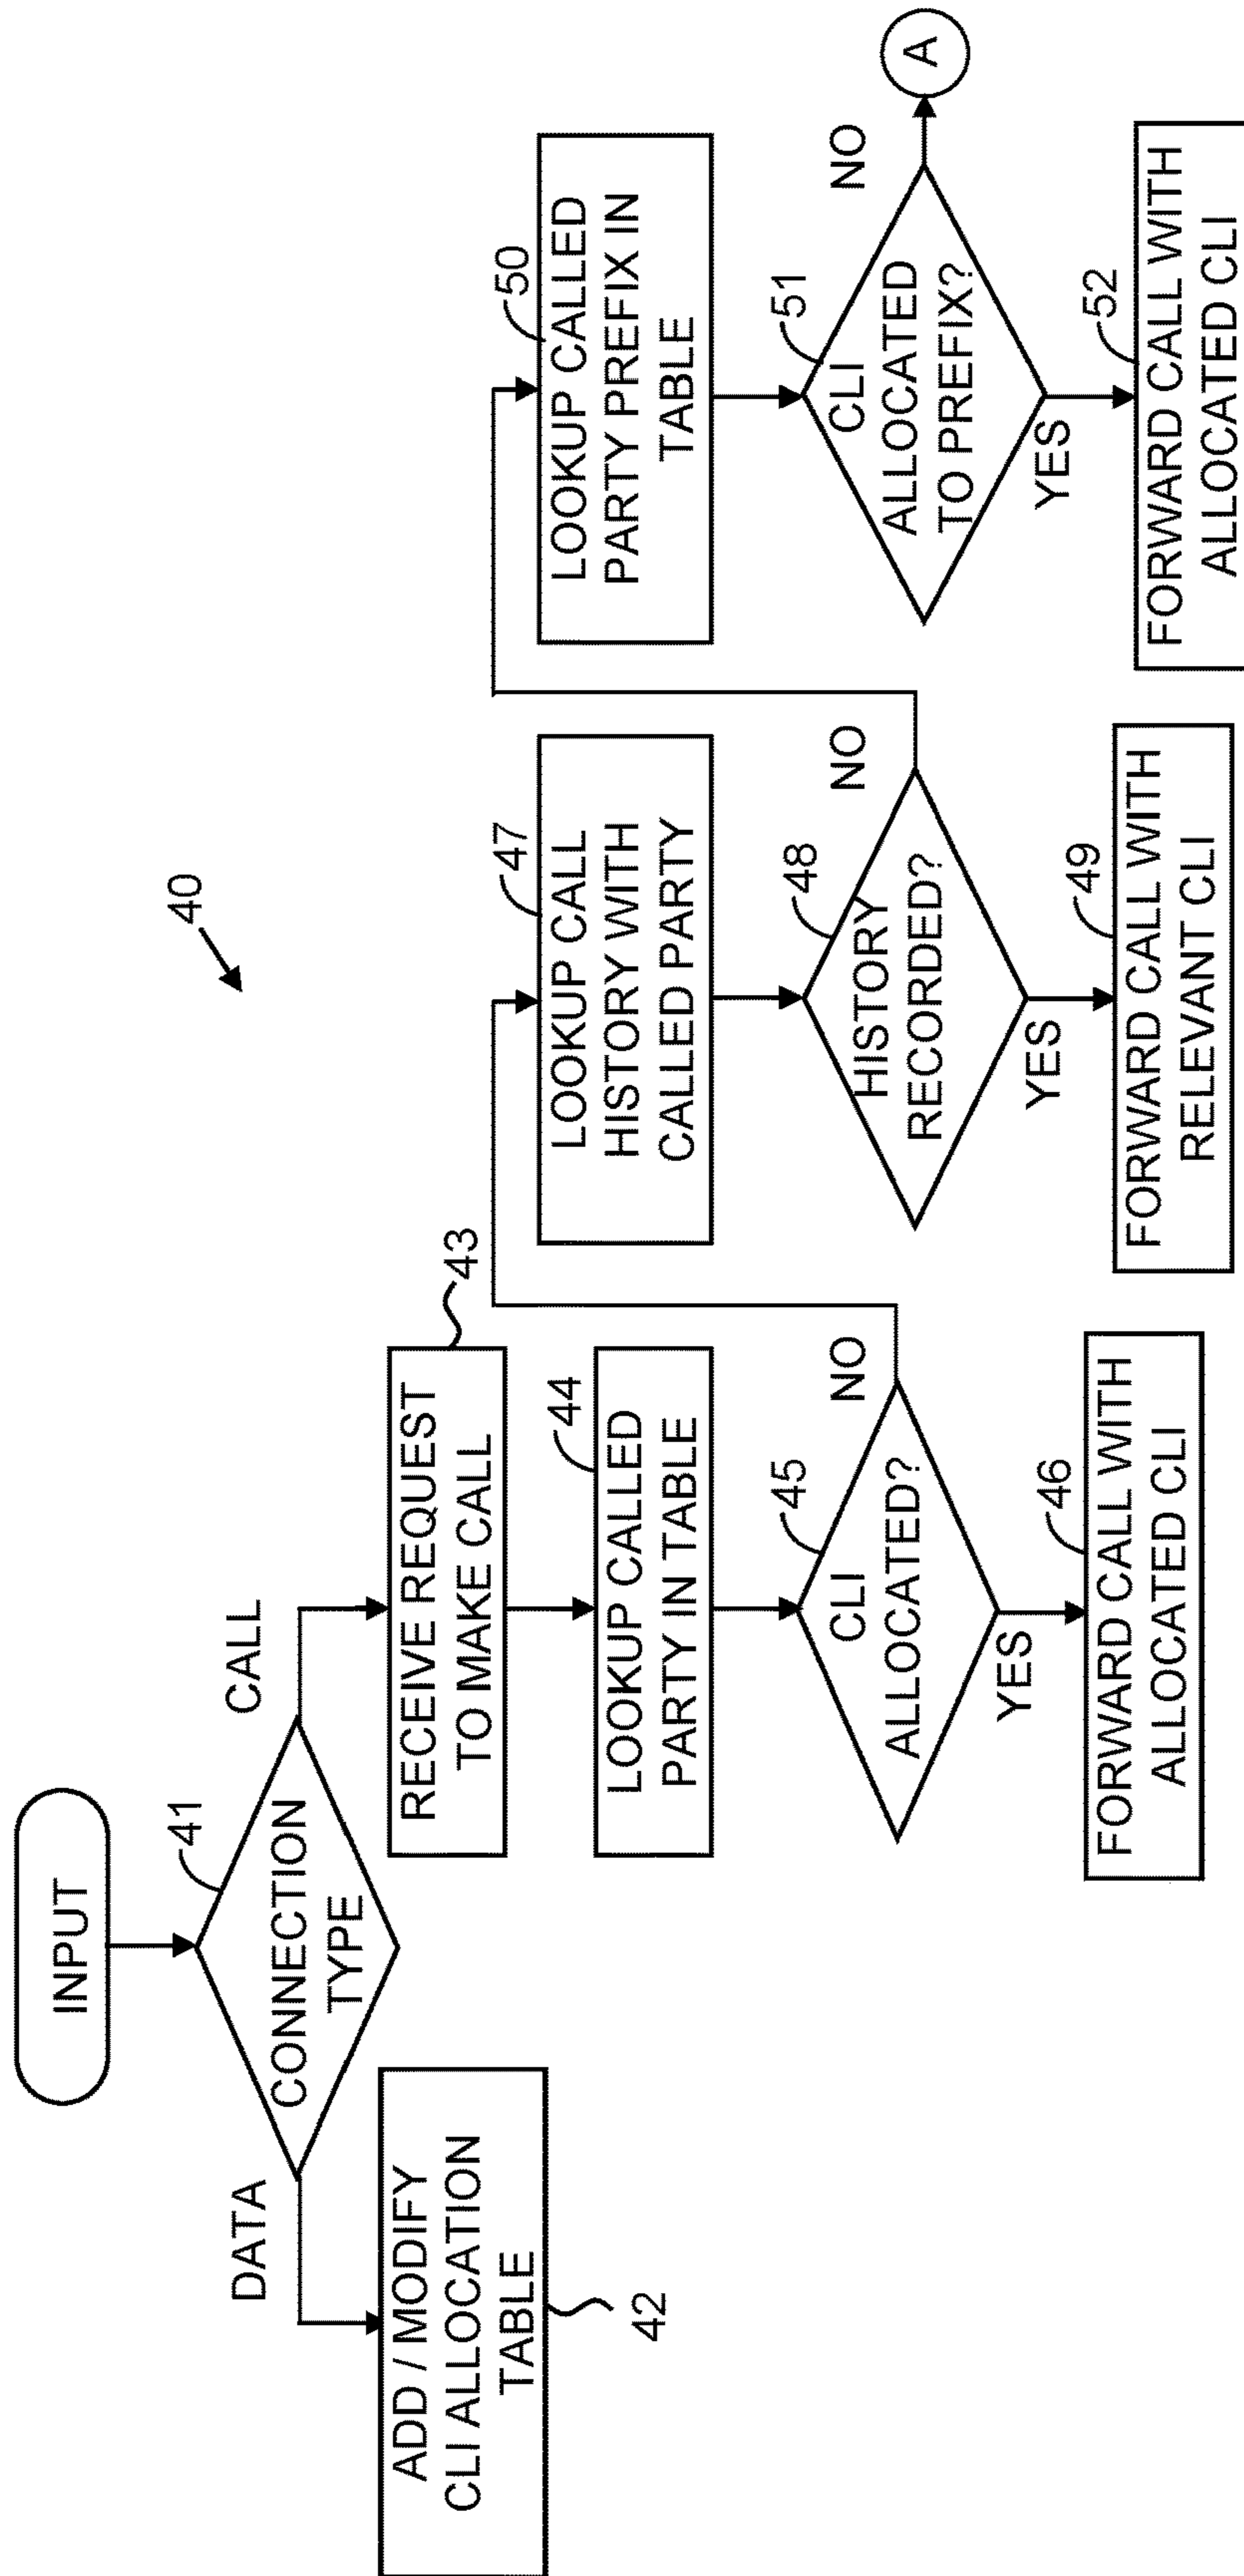 40
INPUT
41
CONNECTION
TYPE
DATA
CALL
ADD / MODIFY
CLI ALLOCATION
TABLE
42
RECEIVE REQUEST
TO MAKE CALL
43
LOOKUP CALLED
PARTY IN TABLE
44
CLI
ALLOCATED?
45
NO
YES
FORWARD CALL WITH
ALLOCATED CLI
46
LOOKUP CALL
HISTORY WITH
CALLED PARTY
47
HISTORY
RECORDED?
48
NO
YES
FORWARD CALL WITH
RELEVANT CLI
49
LOOKUP CALLED
PARTY PREFIX IN
TABLE
50
CLI
ALLOCATED
TO PREFIX?
51
NO
A
YES
FORWARD CALL WITH
ALLOCATED CLI
52